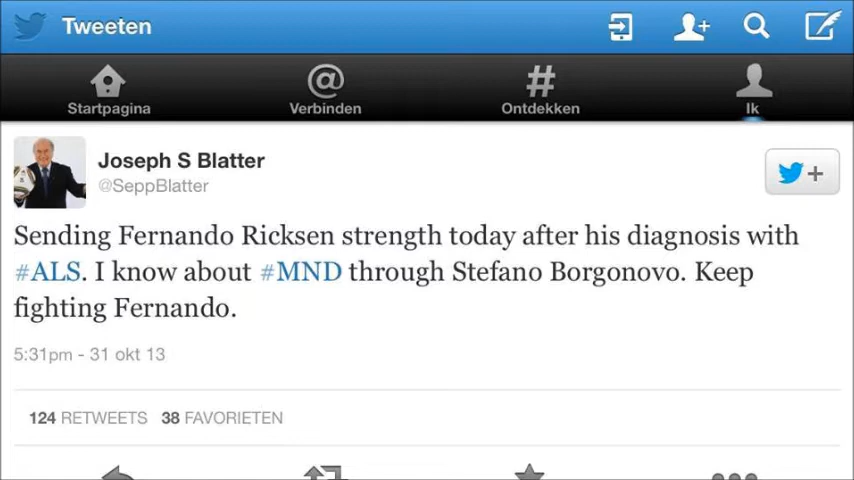 Tweeten
Startpagina
Verbinden
Ontdekken
Ik
Joseph S Blatter
@SeppBlatter
Sending Fernando Ricksen strength today after his diagnosis with
#ALS. I know about #MND through Stefano Borgonovo. Keep
fighting Fernando.
5:31pm - 31 okt 13
124 RETWEETS 38 FAVORIETEN